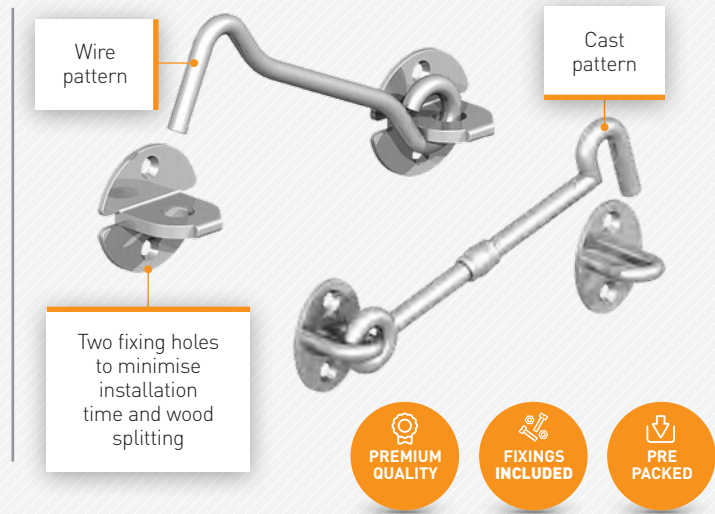 Wire
pattern
Cast
pattern
Two fixing holes
to minimise
installation
time and wood
splitting
PREMIUM
QUALITY
FIXINGS
INCLUDED
PRE
PACKED